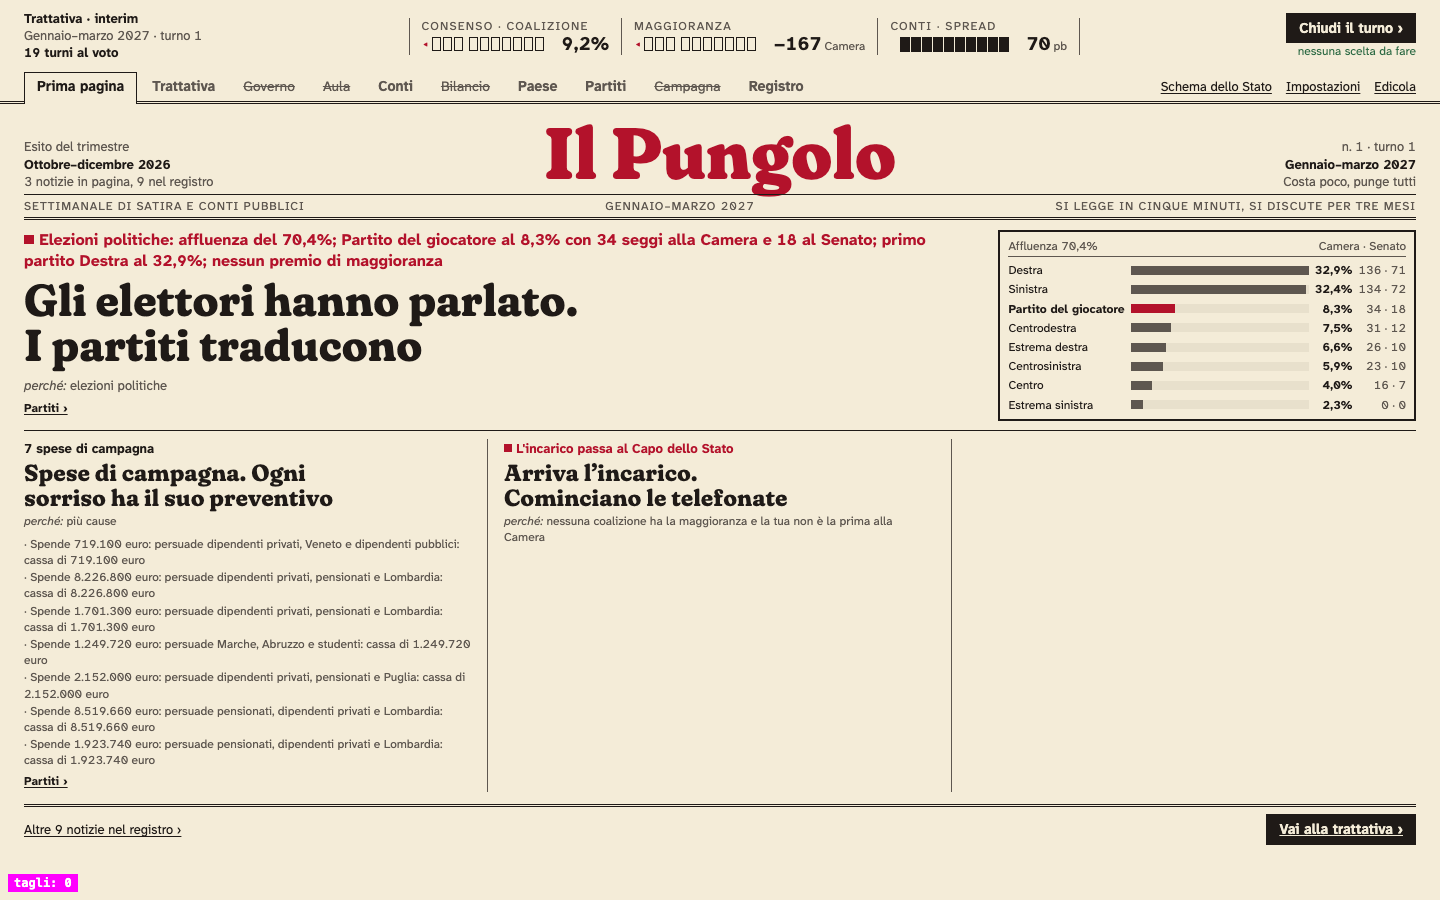 Trattativa · interim
Gennaio–marzo 2027 · turno 1
19 turni al voto
CONSENSO · COALIZIONE
9,2%
MAGGIORANZA
–167 Camera
CONTI · SPREAD
70 pb
Chiudi il turno ›
nessuna scelta da fare
Prima pagina Trattativa Governo Aula Conti Bilancio Paese Partiti Campagna Registro
Schema dello Stato Impostazioni Edicola
Esito del trimestre
Ottobre–dicembre 2026
3 notizie in pagina, 9 nel registro
Il Pungolo
n. 1 · turno 1
Gennaio–marzo 2027
Costa poco, punge tutti
SETTIMANALE DI SATIRA E CONTI PUBBLICI
GENNAIO–MARZO 2027
SI LEGGE IN CINQUE MINUTI, SI DISCUTE PER TRE MESI
Elezioni politiche: affluenza del 70,4%; Partito del giocatore al 8,3% con 34 seggi alla Camera e 18 al Senato; primo
partito Destra al 32,9%; nessun premio di maggioranza
Gli elettori hanno parlato.
I partiti traducono
perché: elezioni politiche
Partiti ›
Affluenza 70,4% Camera · Senato
Destra 32,9% 136 · 71
Sinistra 32,4% 134 · 72
Partito del giocatore 8,3% 34 · 18
Centrodestra 7,5% 31 · 12
Estrema destra 6,6% 26 · 10
Centrosinistra 5,9% 23 · 10
Centro 4,0% 16 · 7
Estrema sinistra 2,3% 0 · 0
7 spese di campagna
Spese di campagna. Ogni
sorriso ha il suo preventivo
perché: più cause
· Spende 719.100 euro: persuade dipendenti privati, Veneto e dipendenti pubblici:
cassa di 719.100 euro
· Spende 8.226.800 euro: persuade dipendenti privati, pensionati e Lombardia:
cassa di 8.226.800 euro
· Spende 1.701.300 euro: persuade dipendenti privati, pensionati e Lombardia:
cassa di 1.701.300 euro
· Spende 1.249.720 euro: persuade Marche, Abruzzo e studenti: cassa di 1.249.720
euro
· Spende 2.152.000 euro: persuade dipendenti privati, pensionati e Puglia: cassa di
2.152.000 euro
· Spende 8.519.660 euro: persuade pensionati, dipendenti privati e Lombardia:
cassa di 8.519.660 euro
· Spende 1.923.740 euro: persuade pensionati, dipendenti privati e Lombardia:
cassa di 1.923.740 euro
Partiti ›
L'incarico passa al Capo dello Stato
Arriva l’incarico.
Cominciano le telefonate
perché: nessuna coalizione ha la maggioranza e la tua non è la prima alla
Camera
Altre 9 notizie nel registro ›
Vai alla trattativa ›
tagli: 0